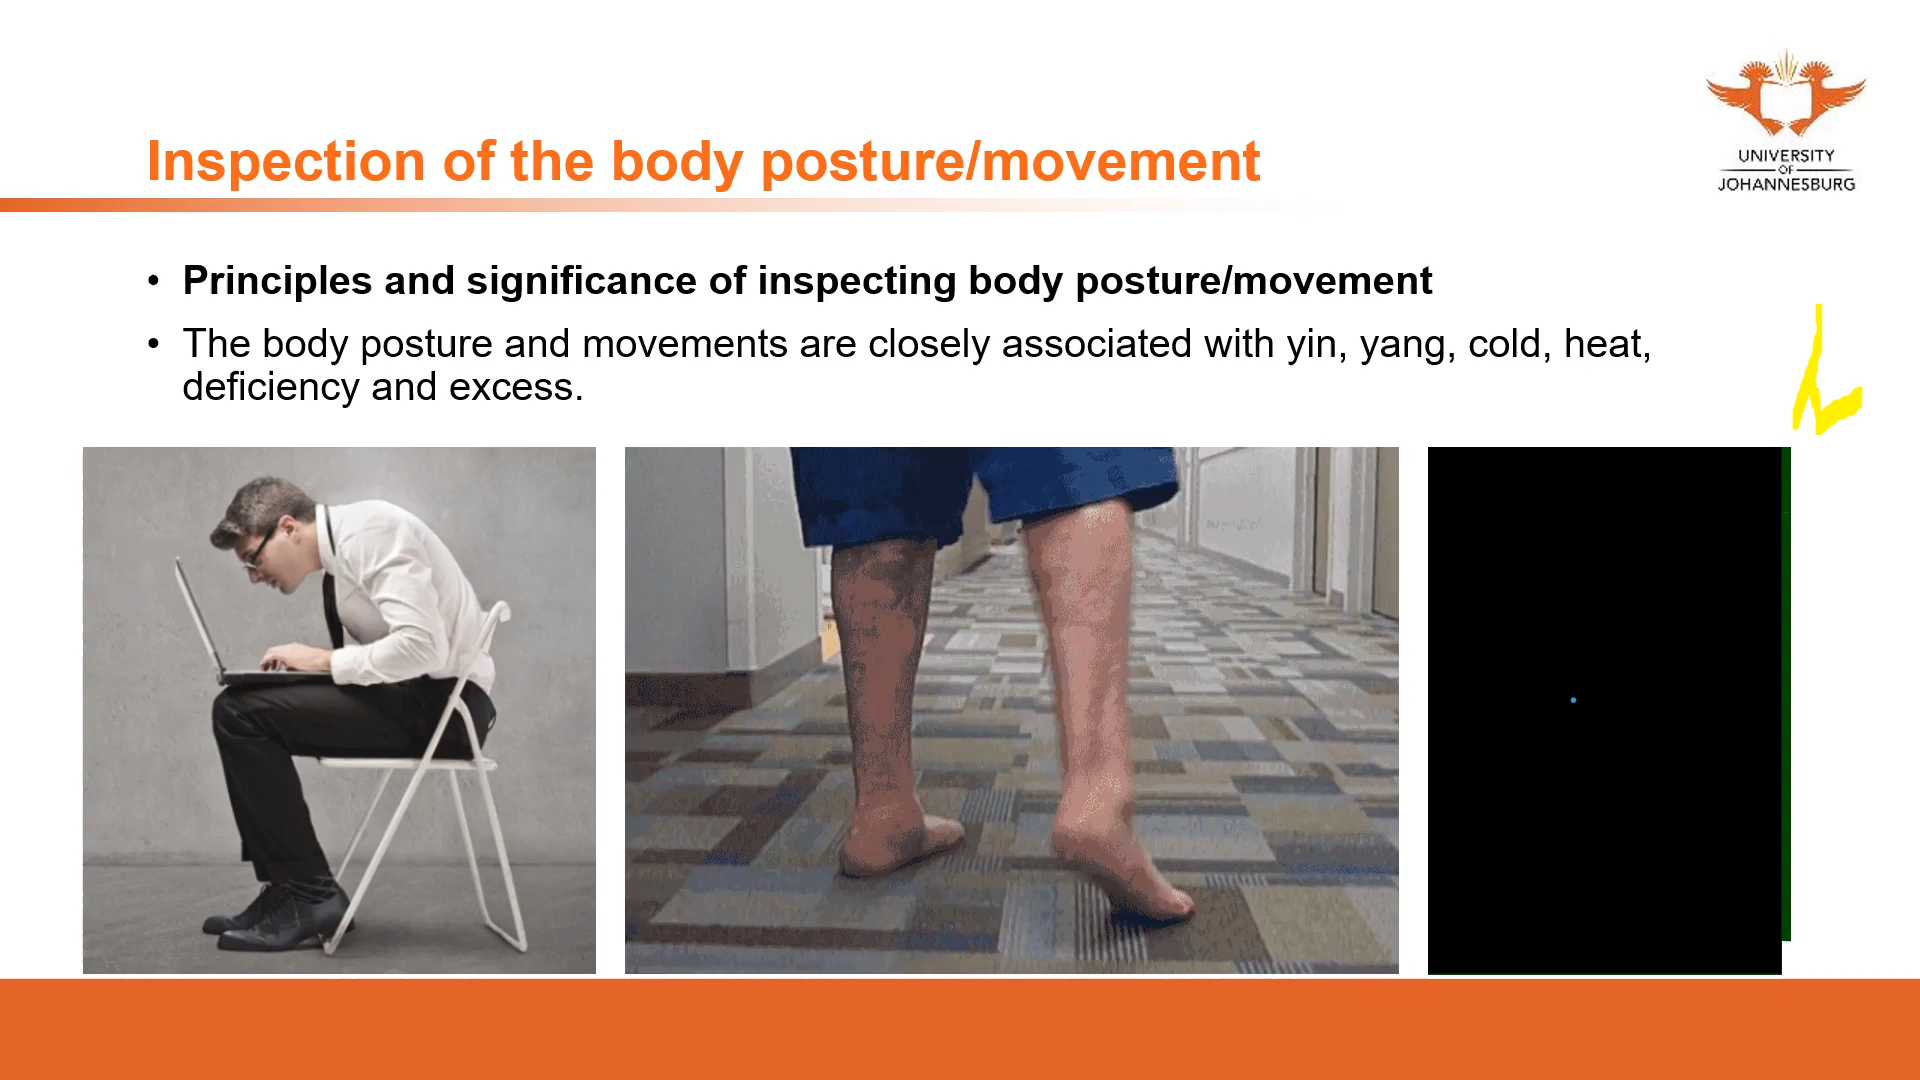 UNIVERSITY
OF
JOHANNESBURG
Inspection of the body posture/movement
• Principles and significance of inspecting body posture/movement
• The body posture and movements are closely associated with yin, yang, cold, heat,
deficiency and excess.